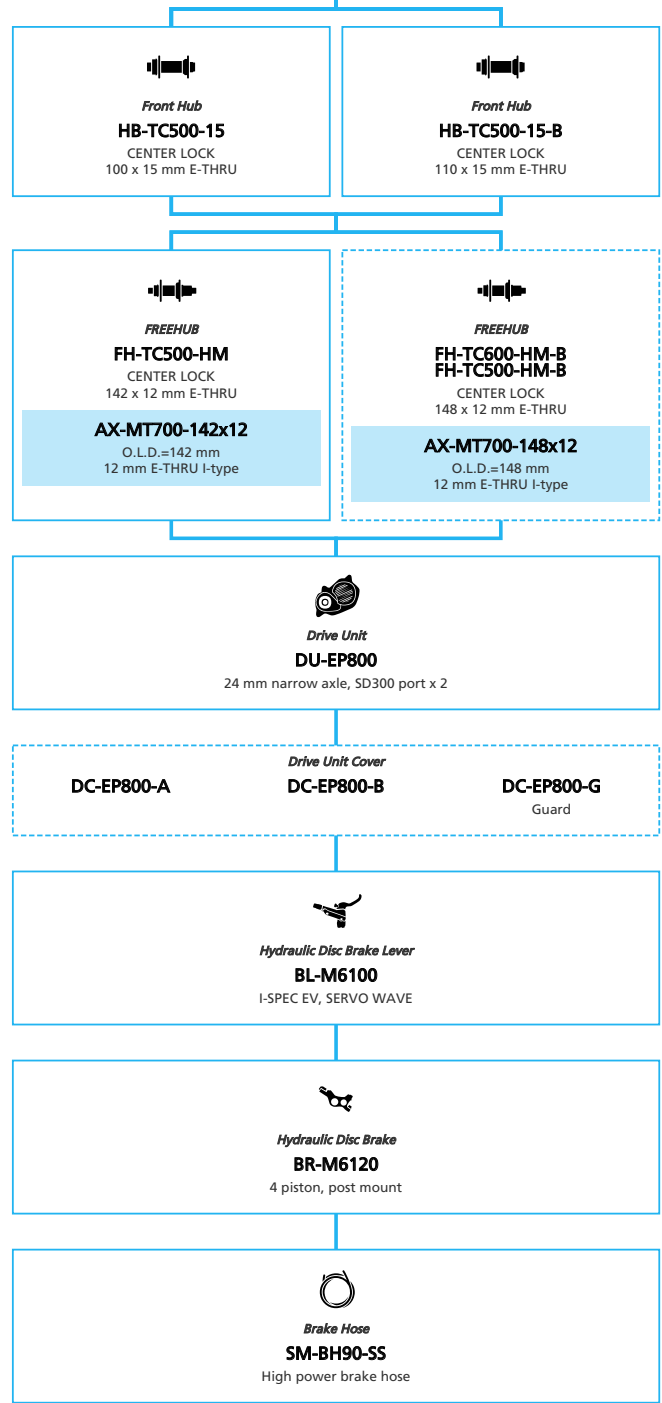 Front Hub
HB-TC500-15
CENTER LOCK
100 x 15 mm E-THRU
Front Hub
HB-TC500-15-B
CENTER LOCK
110 x 15 mm E-THRU
FREEHUB
FH-TC500-HM
CENTER LOCK
142 x 12 mm E-THRU
AX-MT700-142x12
O.L.D.=142 mm
12 mm E-THRU I-type
FREEHUB
FH-TC600-HM-B
FH-TC500-HM-B
CENTER LOCK
148 x 12 mm E-THRU
AX-MT700-148x12
O.L.D.=148 mm
12 mm E-THRU I-type
Drive Unit
DU-EP800
24 mm narrow axle, SD300 port x 2
Drive Unit Cover
DC-EP800-A
DC-EP800-B
DC-EP800-G
Guard
Hydraulic Disc Brake Lever
BL-M6100
I-SPEC EV, SERVO WAVE
Hydraulic Disc Brake
BR-M6120
4 piston, post mount
Brake Hose
SM-BH90-SS
High power brake hose